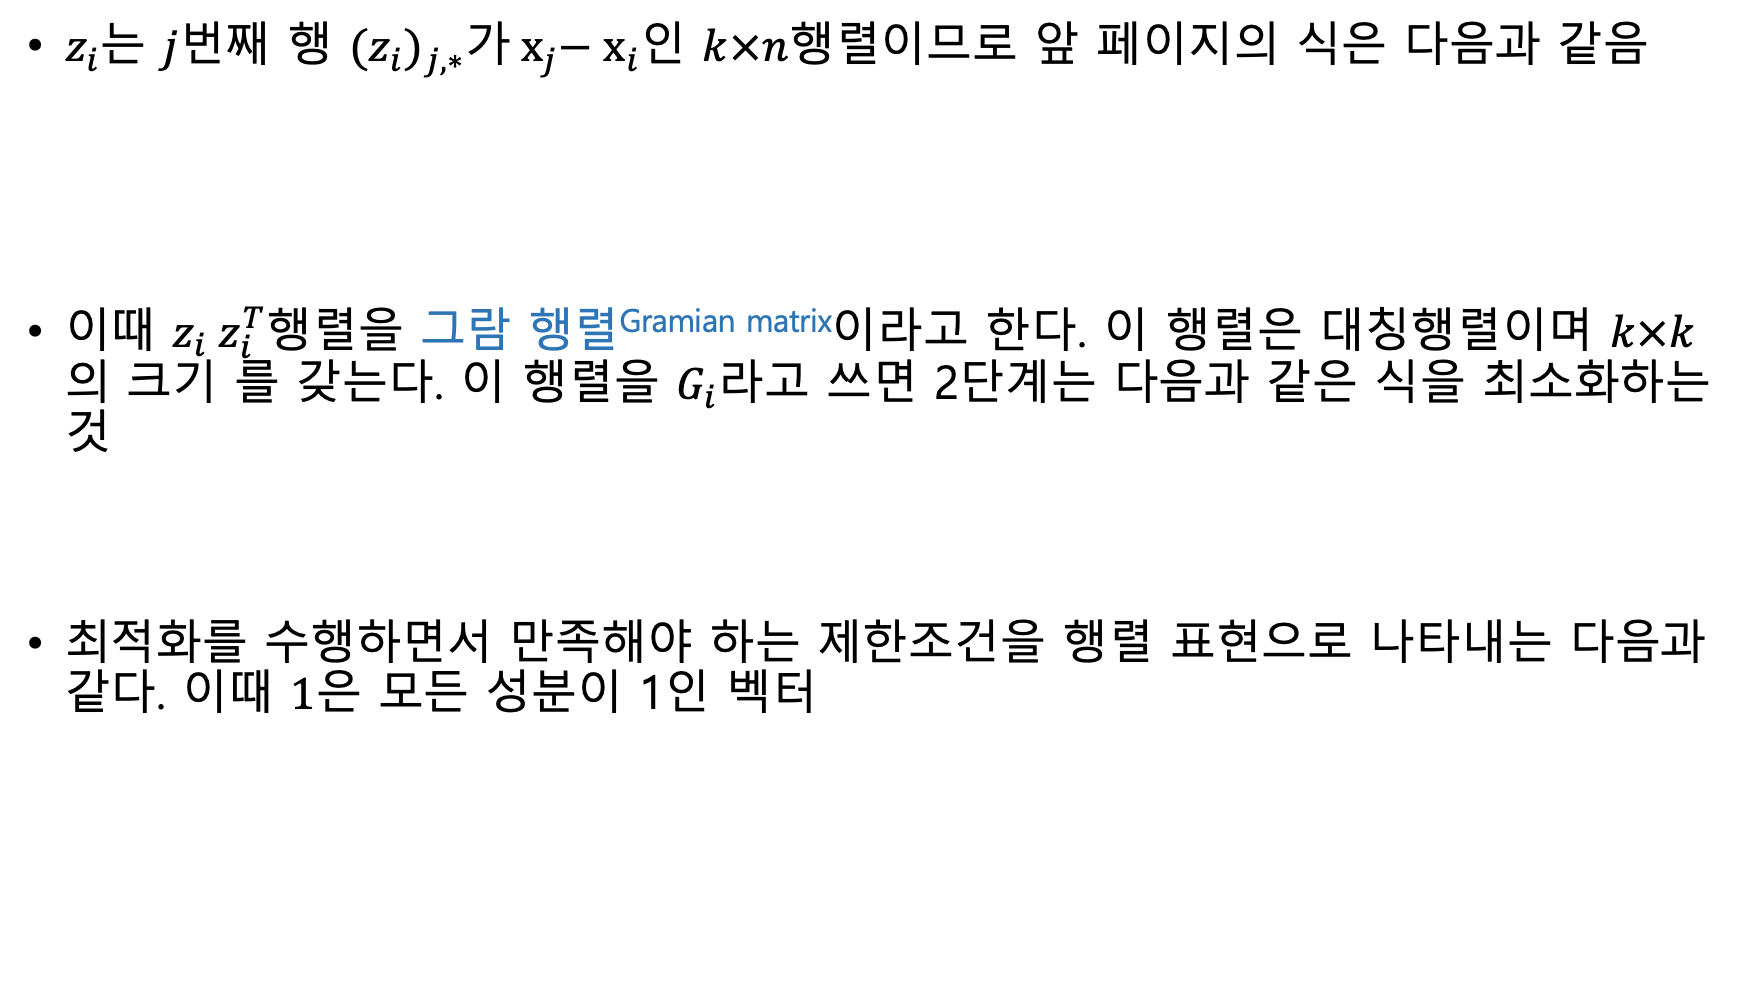 • z_i는 j번째 행 (z_i)_{j,*}가 x_j− x_i인 k×n행렬이므로 앞 페이지의 식은 다음과 같음
• 이때 z_i z_i^T행렬을 그람 행렬Gramian matrix이라고 한다. 이 행렬은 대칭행렬이며 k×k
의 크기 를 갖는다. 이 행렬을 G_i라고 쓰면 2단계는 다음과 같은 식을 최소화하는
것
• 최적화를 수행하면서 만족해야 하는 제한조건을 행렬 표현으로 나타내는 다음과
같다. 이때 1은 모든 성분이 1인 벡터